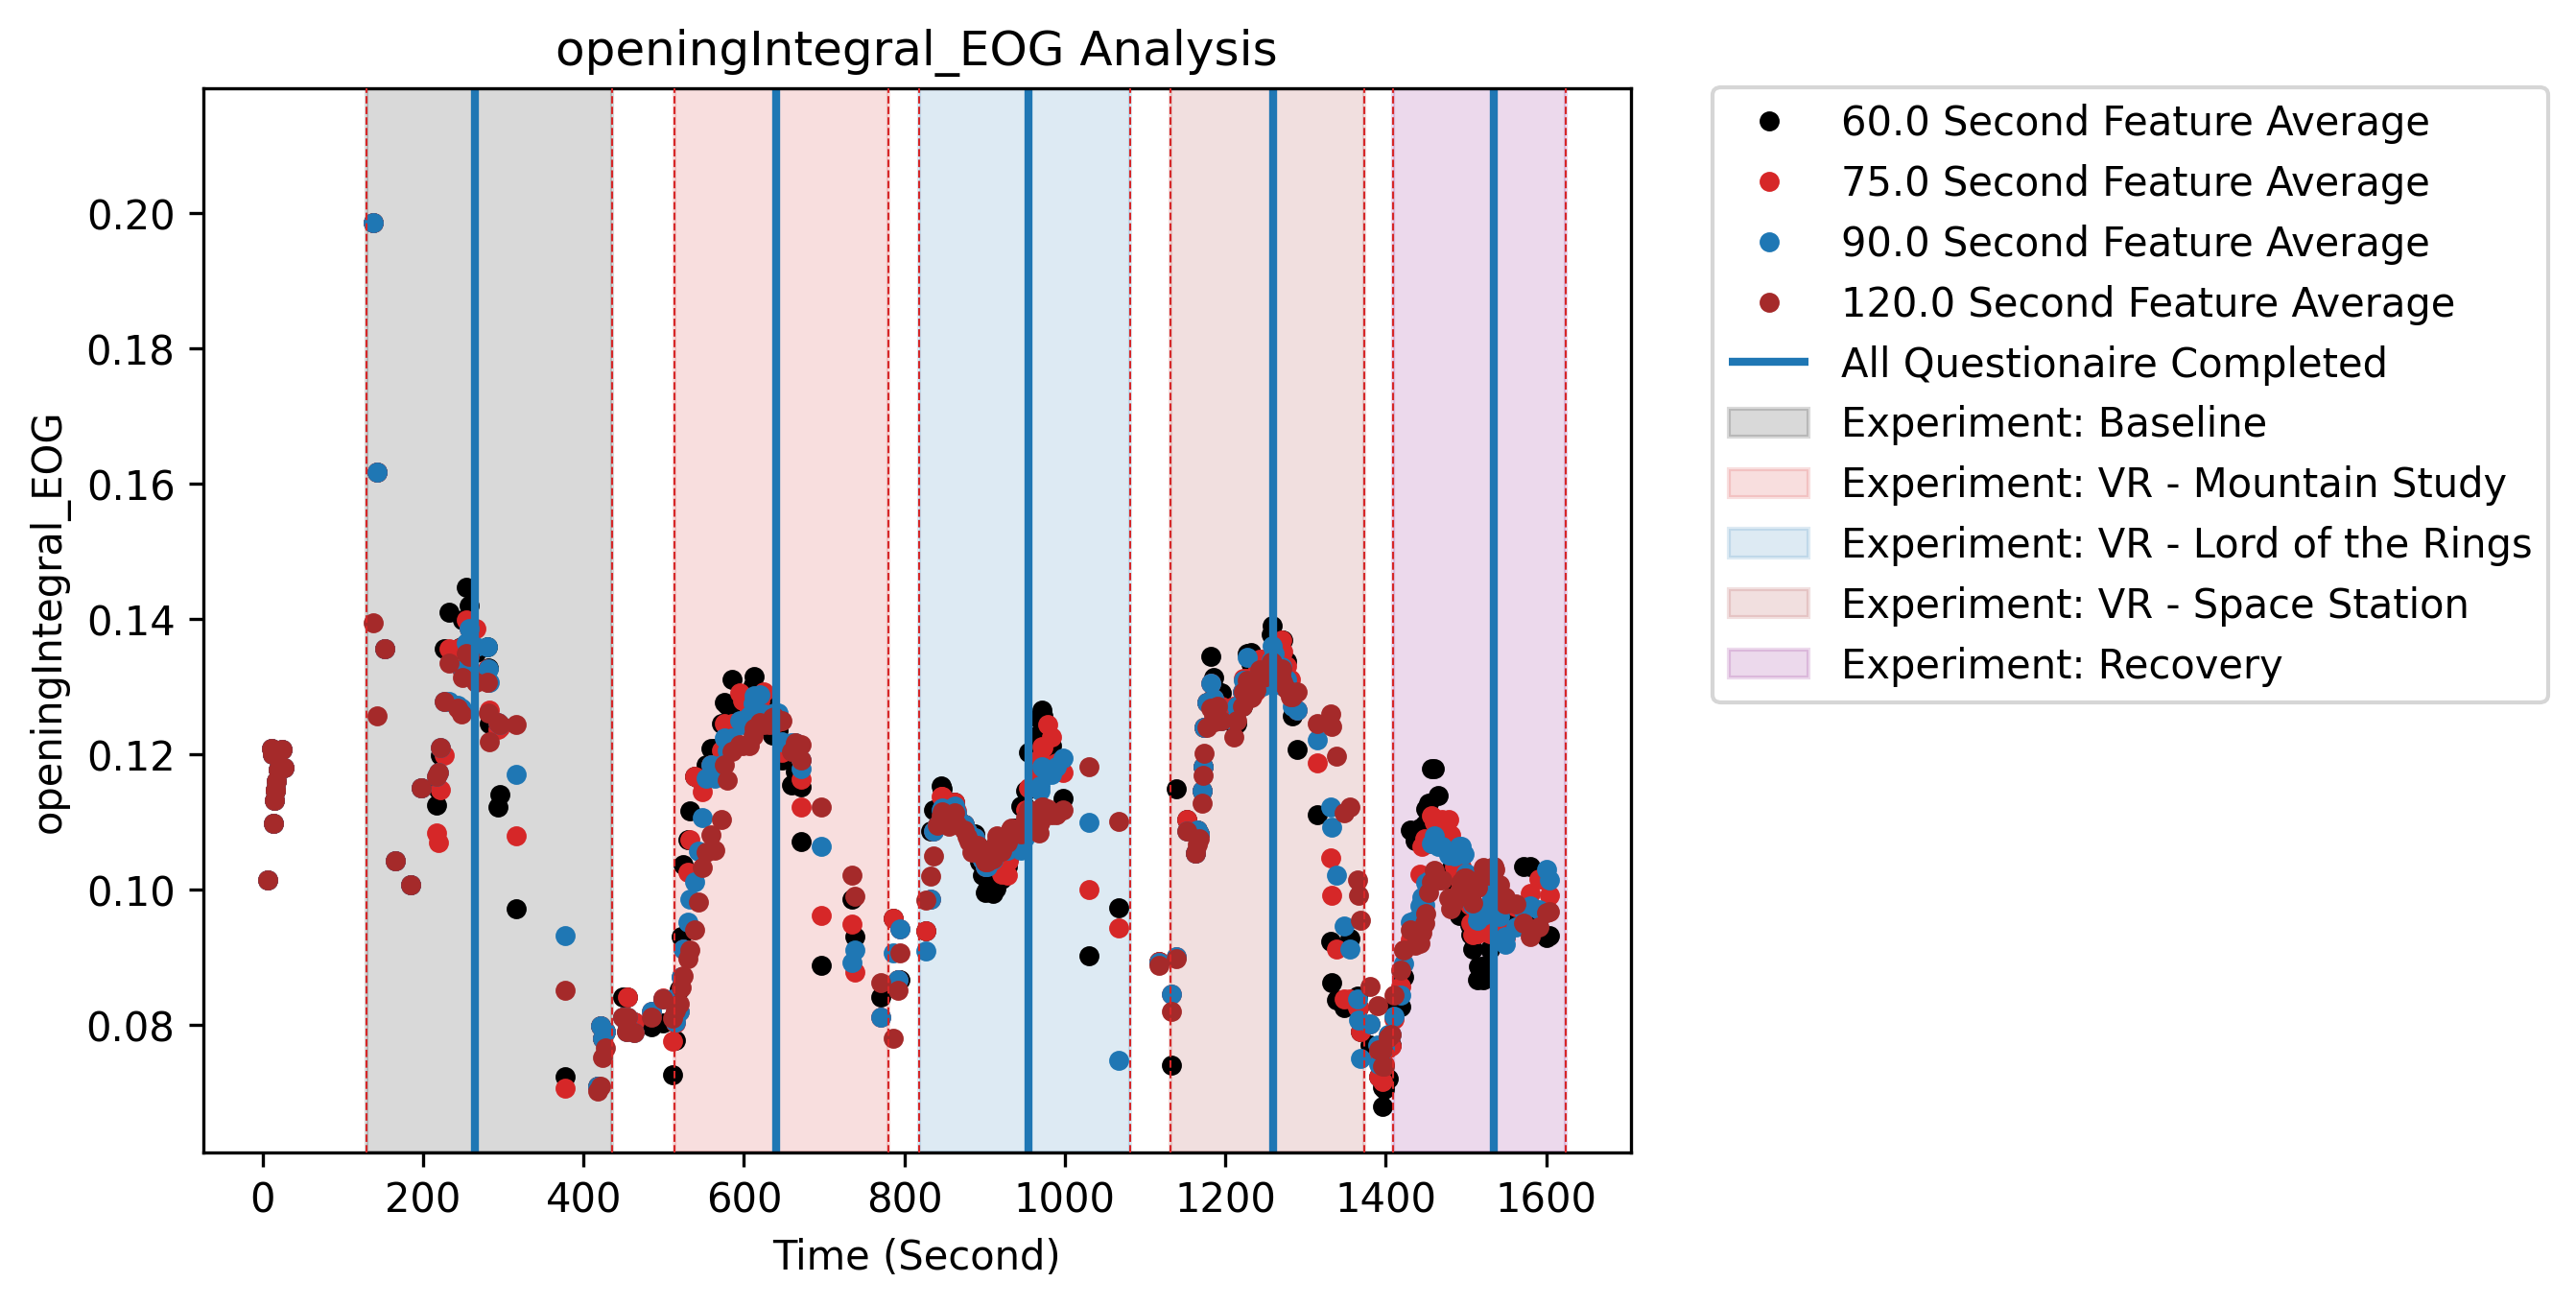 openingIntegral_EOG Analysis
openingIntegral_EOG
0.20
0.18
0.16
0.14
0.12
0.10
0.08
0 200 400 600 800 1000 1200 1400 1600
Time (Second)
60.0 Second Feature Average
75.0 Second Feature Average
90.0 Second Feature Average
120.0 Second Feature Average
All Questionaire Completed
Experiment: Baseline
Experiment: VR - Mountain Study
Experiment: VR - Lord of the Rings
Experiment: VR - Space Station
Experiment: Recovery